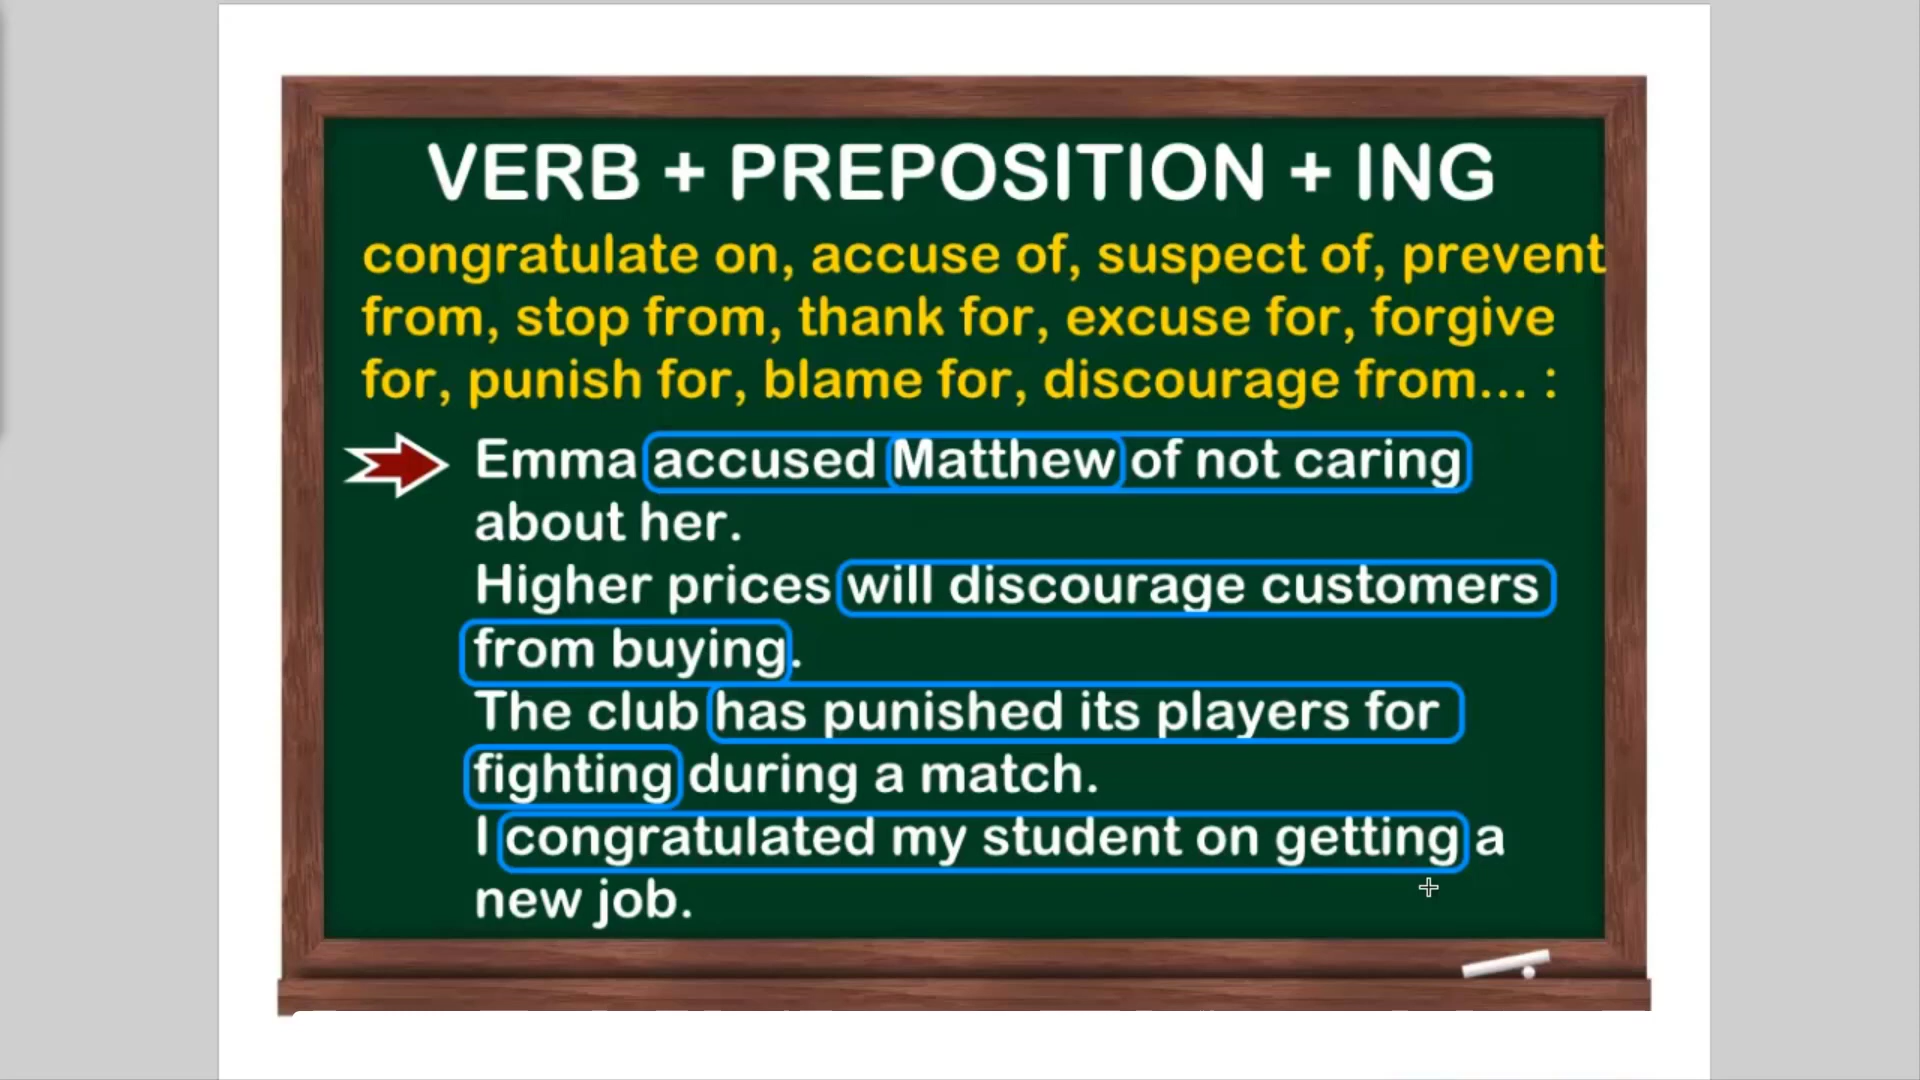 VERB + PREPOSITION + ING
congratulate on, accuse of, suspect of, prevent
from, stop from, thank for, excuse for, forgive
for, punish for, blame for, discourage from... :
Emma accused Matthew of not caring
about her.
Higher prices will discourage customers
from buying.
The club has punished its players for
fighting during a match.
I congratulated my student on getting a
new job.